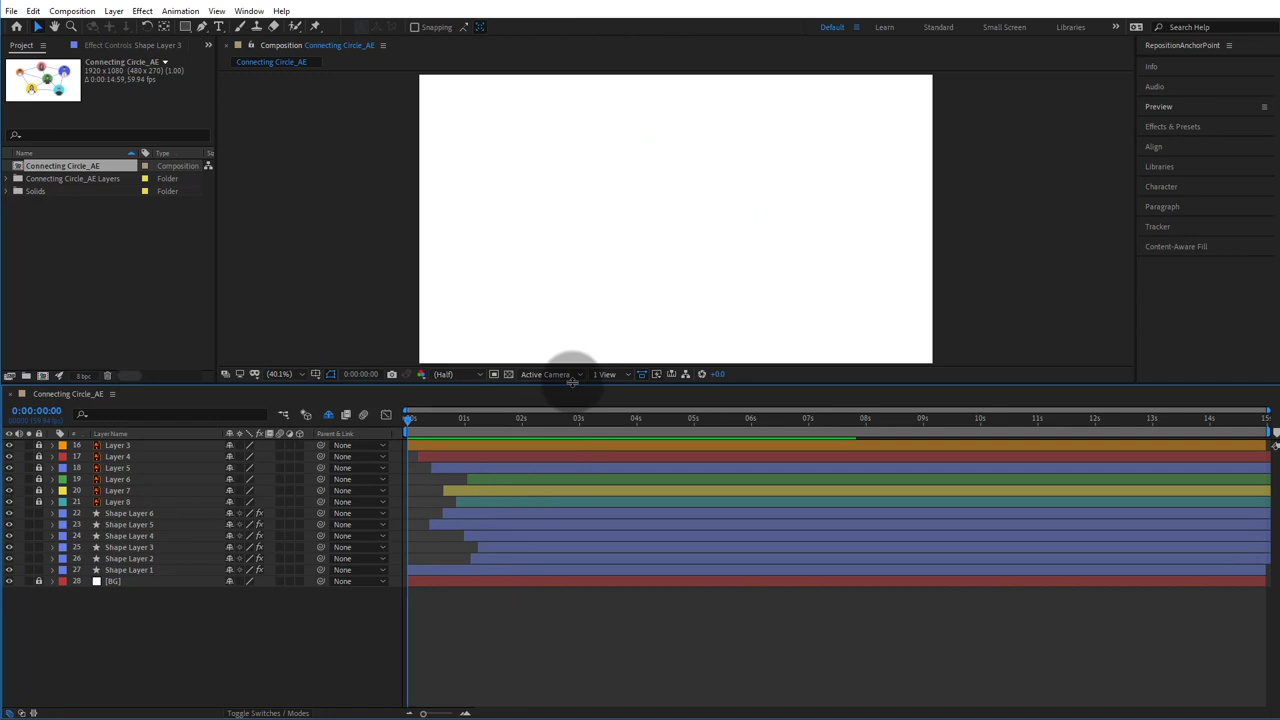 File Edit Composition Layer Effect Animation View Window Help
Snapping Default Learn Standard Small Screen Libraries Search Help
Project Effect Controls Shape Layer 3
Connecting Circle_AE
1920 x 1080 (480 x 270) (1.00)
Δ 0:00:14:59, 59.94 fps
Name Type
Connecting Circle_AE Composition
Connecting Circle_AE Layers Folder
Solids Folder
8 bpc
Composition Connecting Circle_AE
Connecting Circle_AE
(40.1%) 0:00:00:00 (Half) Active Camera 1 View +0.0
RepositionAnchorPoint
Info
Audio
Preview
Effects & Presets
Align
Libraries
Character
Paragraph
Tracker
Content-Aware Fill
Connecting Circle_AE
0:00:00:00
00000 (59.94 fps)
01s 02s 03s 04s 05s 06s 07s 08s 09s 10s 11s 12s 13s 14s
# Layer Name Parent & Link
16 Layer 3 None
17 Layer 4 None
18 Layer 5 None
19 Layer 6 None
20 Layer 7 None
21 Layer 8 None
22 Shape Layer 6 None
23 Shape Layer 5 None
24 Shape Layer 4 None
25 Shape Layer 3 None
26 Shape Layer 2 None
27 Shape Layer 1 None
28 [BG] None
Toggle Switches / Modes